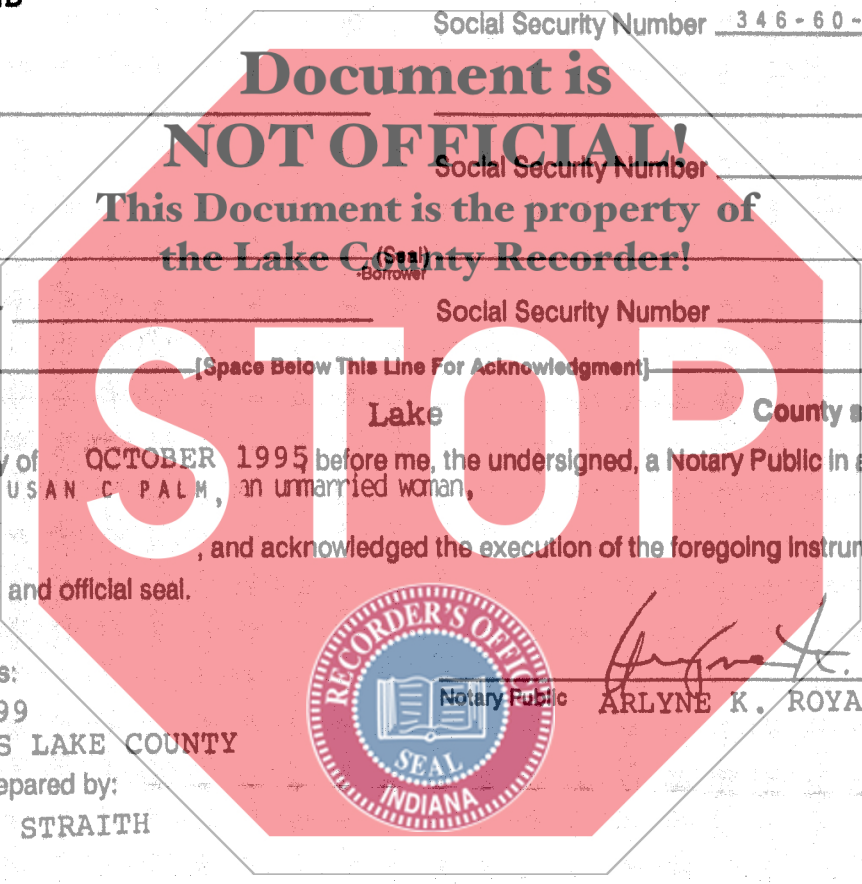 Social Security Number 346-60-
Document is
NOT OFFICIAL!
Social Security Number
This Document is the property of
the Lake County Recorder!
(Seal)
-Borrower
Social Security Number
[Space Below This Line For Acknowledgment]
STOP
Lake County
y of OCTOBER 1995 before me, the undersigned, a Notary Public in a
USAN C PALM, an unmarried woman,
, and acknowledged the execution of the foregoing instrum
and official seal.
RECORDER'S OFFICE
SEAL
INDIANA
s:
99
Notary Public ARLYNE K. ROYA
S LAKE COUNTY
epared by:
STRAITH